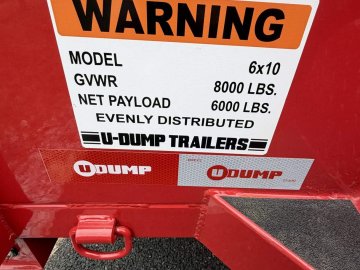 WARNING
MODEL 6x10
GVWR 8000 LBS.
NET PAYLOAD 6000 LBS.
EVENLY DISTRIBUTED
U-DUMP TRAILERS
UDUMP UDUMP